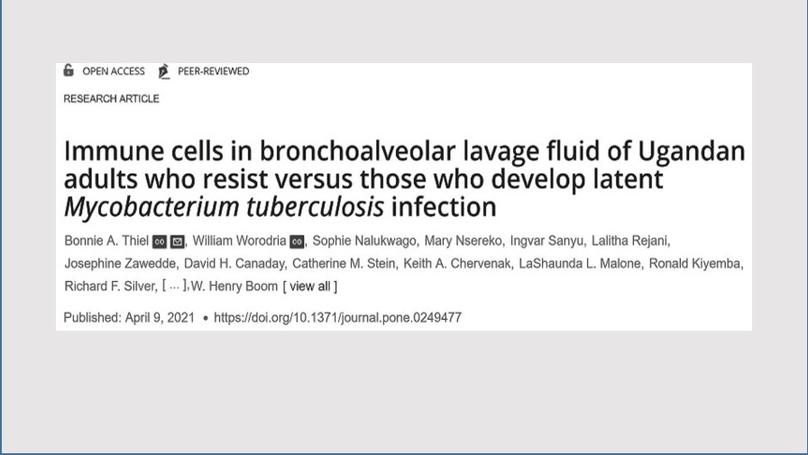 OPEN ACCESS PEER-REVIEWED
RESEARCH ARTICLE
Immune cells in bronchoalveolar lavage fluid of Ugandan
adults who resist versus those who develop latent
Mycobacterium tuberculosis infection
Bonnie A. Thiel co, William Worodria co, Sophie Nalukwago, Mary Nsereko, Ingvar Sanyu, Lalitha Rejani,
Josephine Zawedde, David H. Canaday, Catherine M. Stein, Keith A. Chervenak, LaShaunda L. Malone, Ronald Kiyemba,
Richard F. Silver, [ ... ], W. Henry Boom [ view all ]
Published: April 9, 2021 • https://doi.org/10.1371/journal.pone.0249477